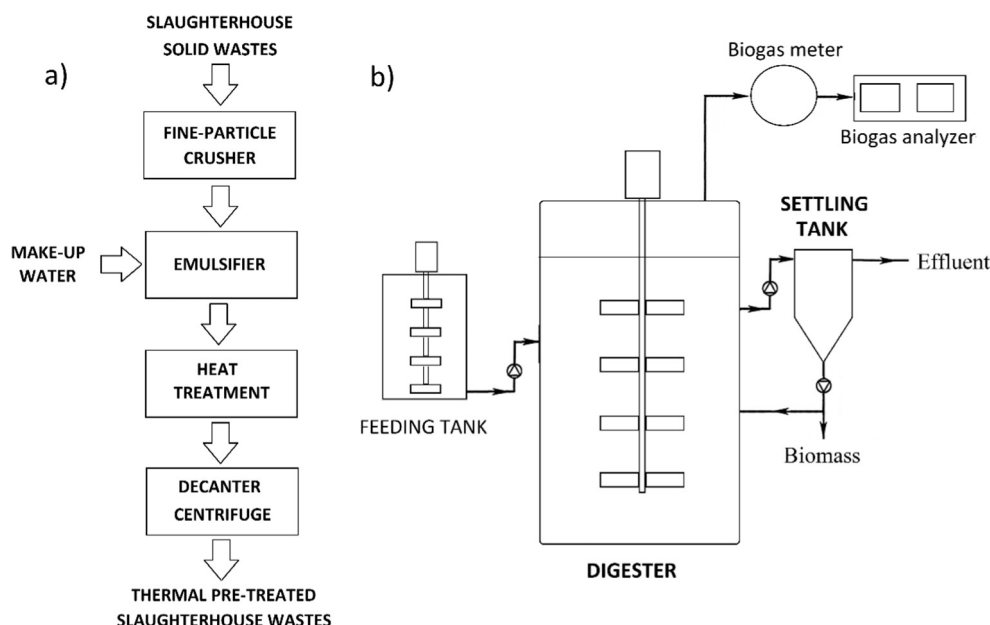 a)
SLAUGHTERHOUSE
SOLID WASTES
FINE-PARTICLE
CRUSHER
MAKE-UP
WATER
EMULSIFIER
HEAT
TREATMENT
DECANTER
CENTRIFUGE
THERMAL PRE-TREATED
SLAUGHTERHOUSE WASTES
b)
Biogas meter
Biogas analyzer
SETTLING
TANK
Effluent
FEEDING TANK
Biomass
DIGESTER